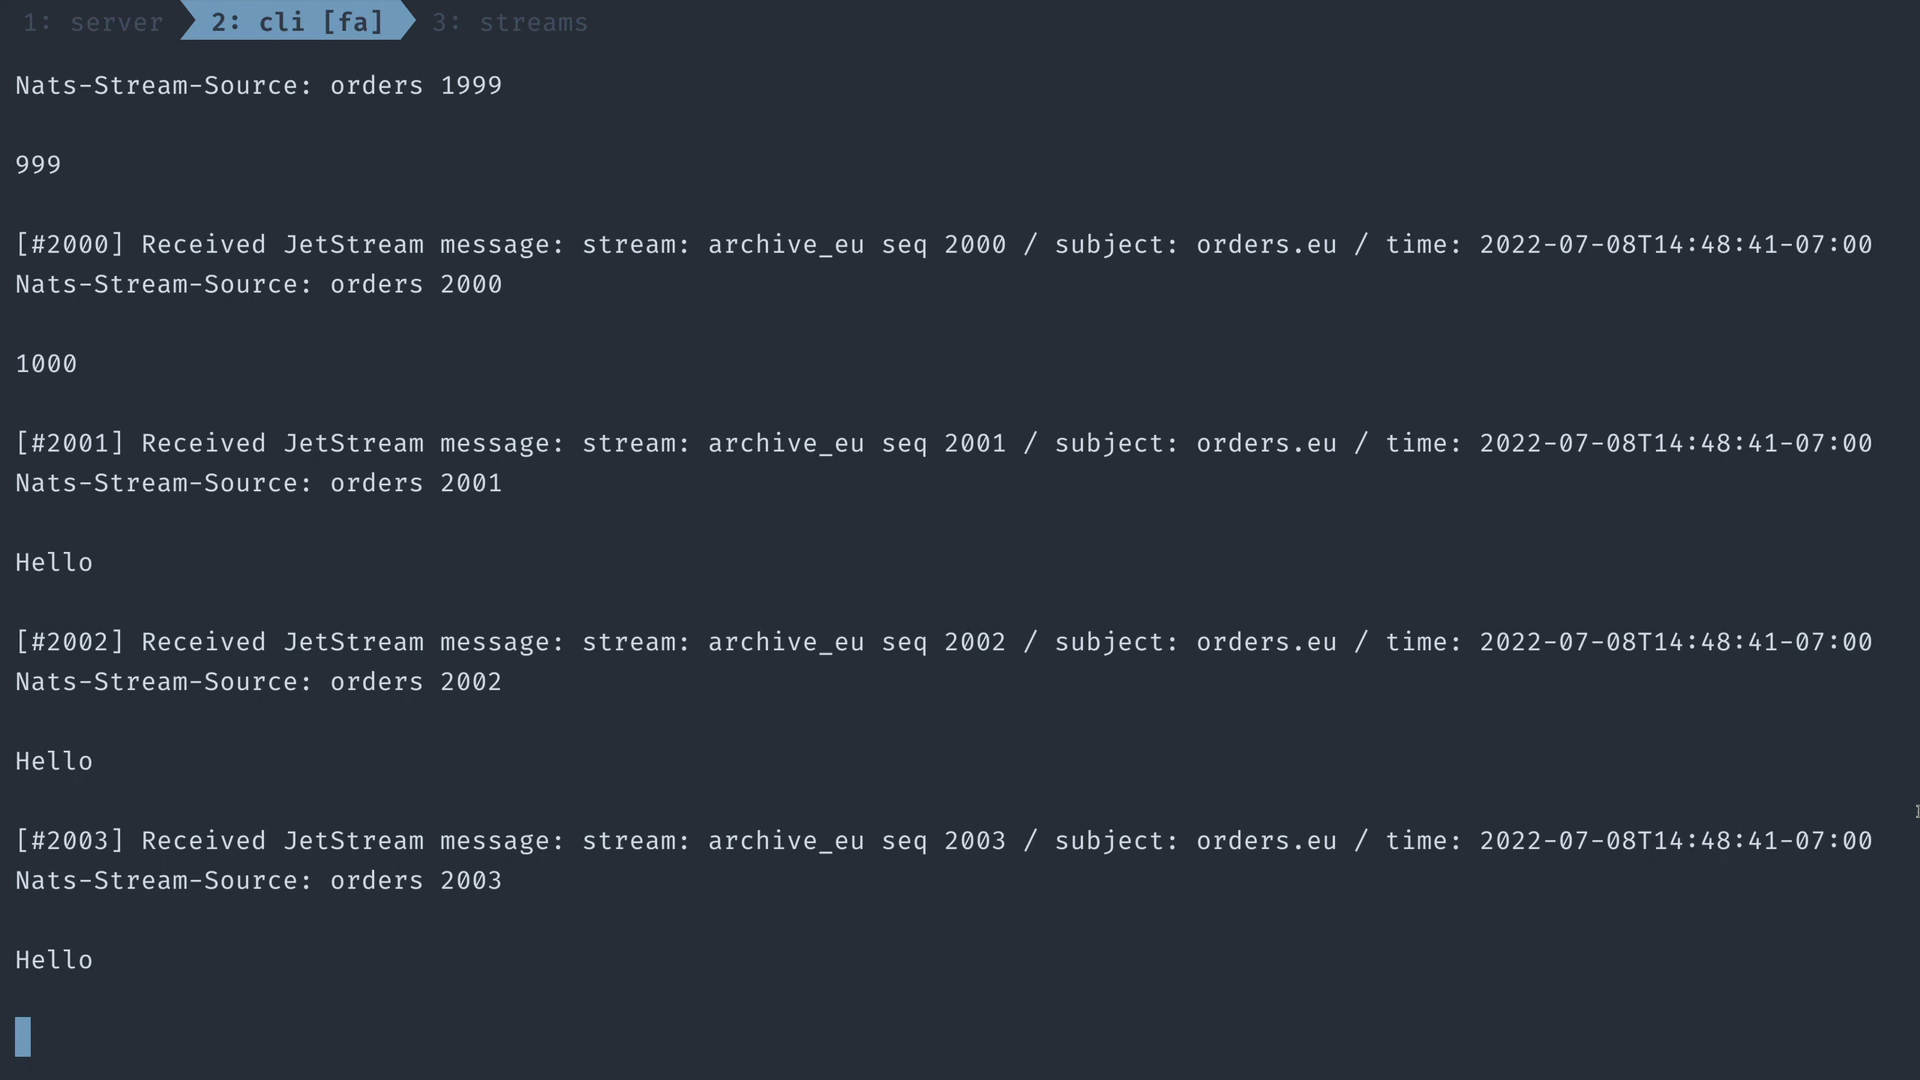 1: server 2: cli [fa] 3: streams
Nats-Stream-Source: orders 1999
999
[#2000] Received JetStream message: stream: archive_eu seq 2000 / subject: orders.eu / time: 2022-07-08T14:48:41-07:00
Nats-Stream-Source: orders 2000
1000
[#2001] Received JetStream message: stream: archive_eu seq 2001 / subject: orders.eu / time: 2022-07-08T14:48:41-07:00
Nats-Stream-Source: orders 2001
Hello
[#2002] Received JetStream message: stream: archive_eu seq 2002 / subject: orders.eu / time: 2022-07-08T14:48:41-07:00
Nats-Stream-Source: orders 2002
Hello
[#2003] Received JetStream message: stream: archive_eu seq 2003 / subject: orders.eu / time: 2022-07-08T14:48:41-07:00
Nats-Stream-Source: orders 2003
Hello